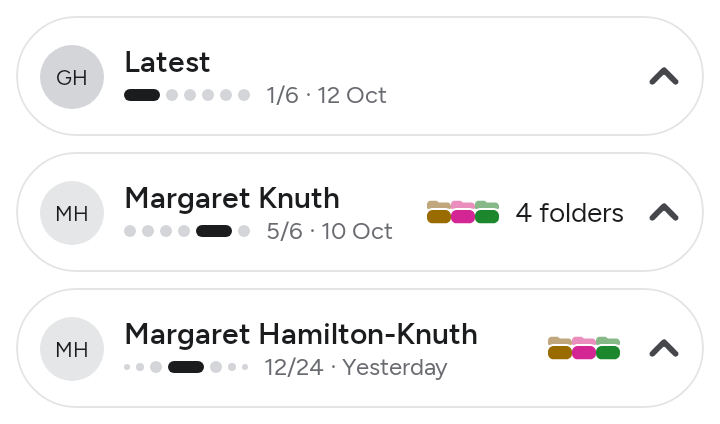 GH
Latest
1/6 · 12 Oct
MH
Margaret Knuth
5/6 · 10 Oct
4 folders
MH
Margaret Hamilton-Knuth
12/24 · Yesterday